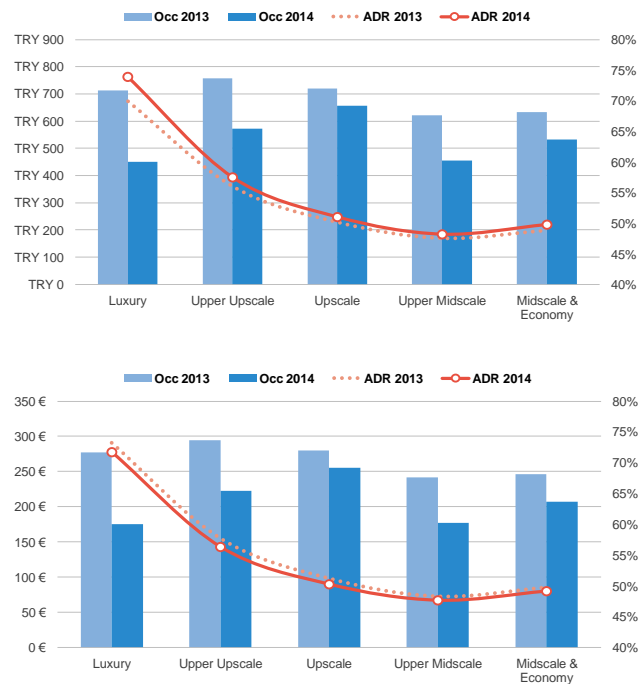 Occ 2013 Occ 2014 ADR 2013 ADR 2014
TRY 900 80%
TRY 800 75%
TRY 700 70%
TRY 600 65%
TRY 500 60%
TRY 400 55%
TRY 300 50%
TRY 200 45%
TRY 100 40%
TRY 0
Luxury Upper Upscale Upscale Upper Midscale Midscale &
Economy
Occ 2013 Occ 2014 ADR 2013 ADR 2014
350 € 80%
300 € 75%
250 € 70%
200 € 65%
150 € 60%
100 € 55%
50 € 50%
0 € 45%
40%
Luxury Upper Upscale Upscale Upper Midscale Midscale &
Economy